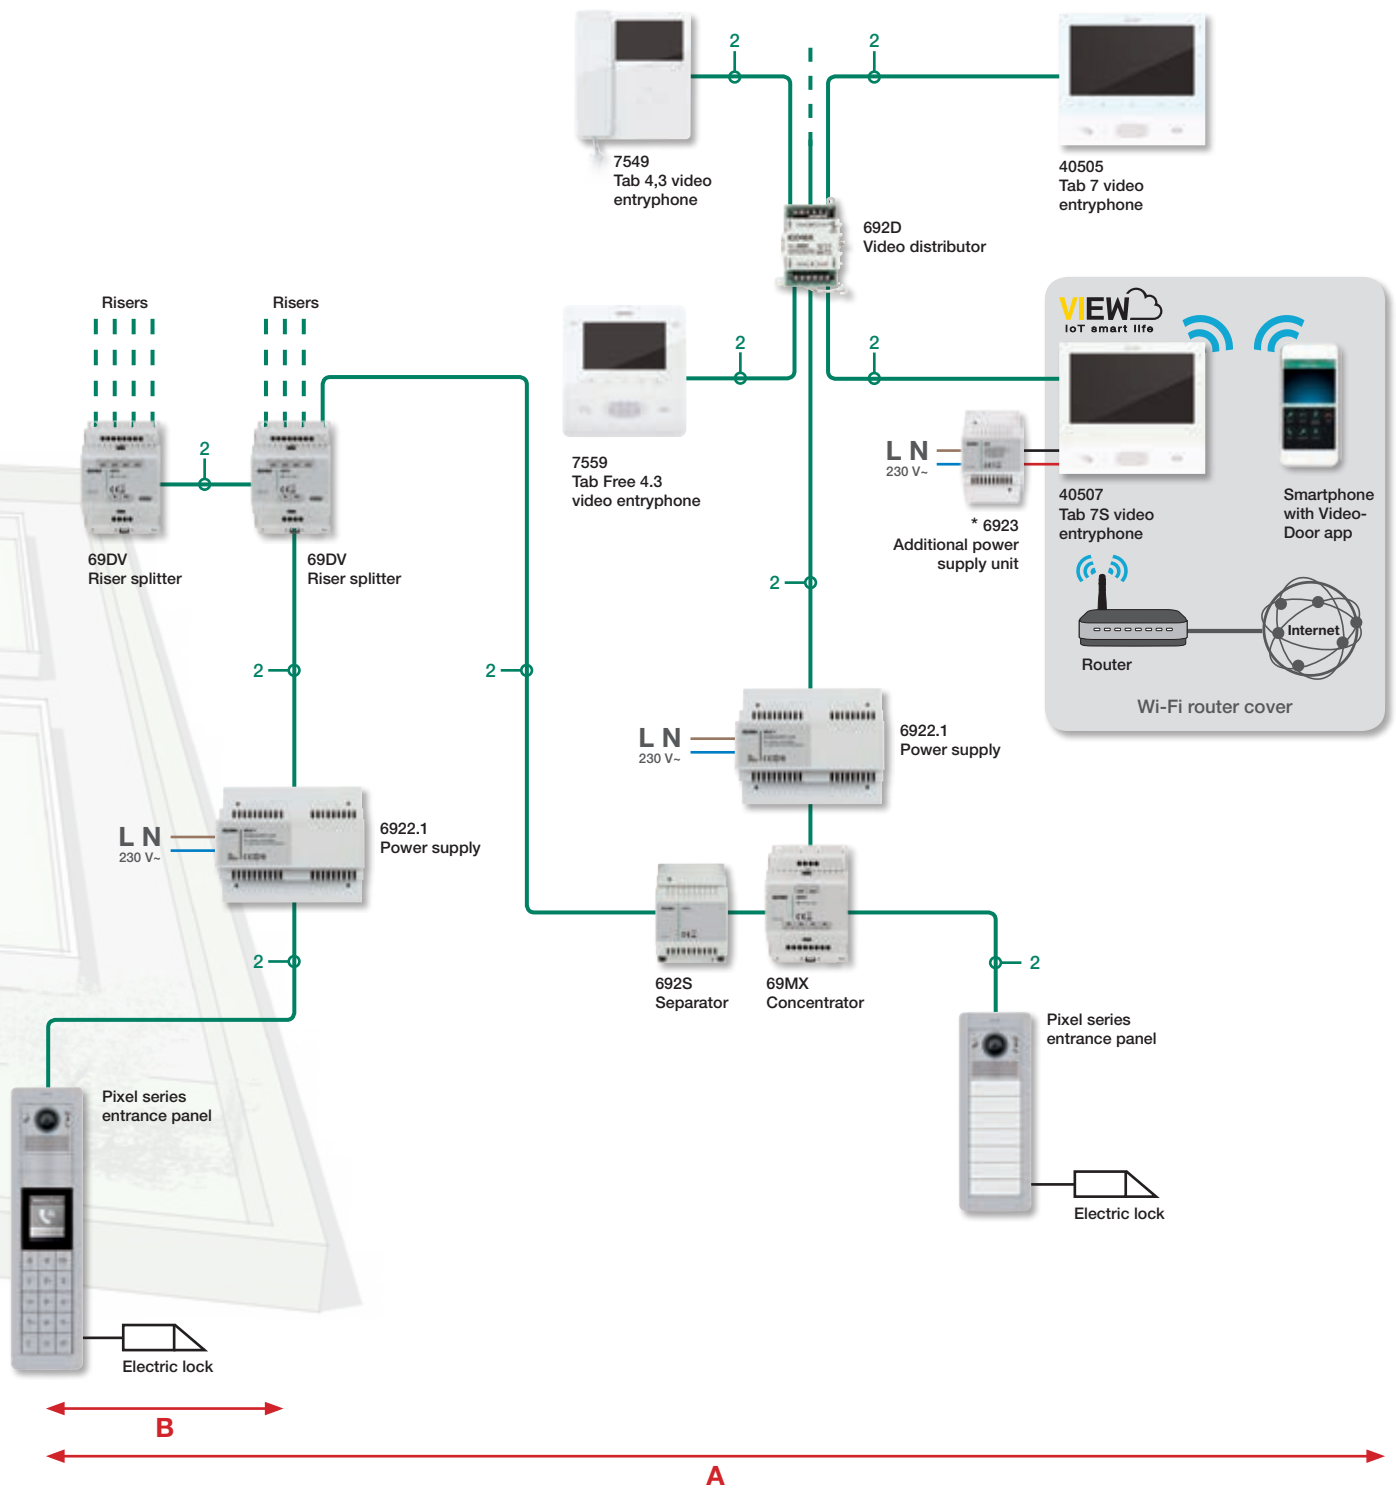 2
2
7549
Tab 4,3 video
entryphone
40505
Tab 7 video
entryphone
692D
Video distributor
Risers
Risers
VIEW
IoT smart life
2
2
2
L N
230 V~
7559
Tab Free 4.3
video entryphone
* 6923
Additional power
supply unit
40507
Tab 7S video
entryphone
Smartphone
with Video-
Door app
69DV
Riser splitter
69DV
Riser splitter
2
Internet
Router
2
2
Wi-Fi router cover
L N
230 V~
6922.1
Power supply
L N
230 V~
6922.1
Power supply
2
2
692S
Separator
69MX
Concentrator
Pixel series
entrance panel
Pixel series
entrance panel
Electric lock
Electric lock
B
A